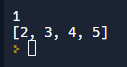 1
[2, 3, 4, 5]
>